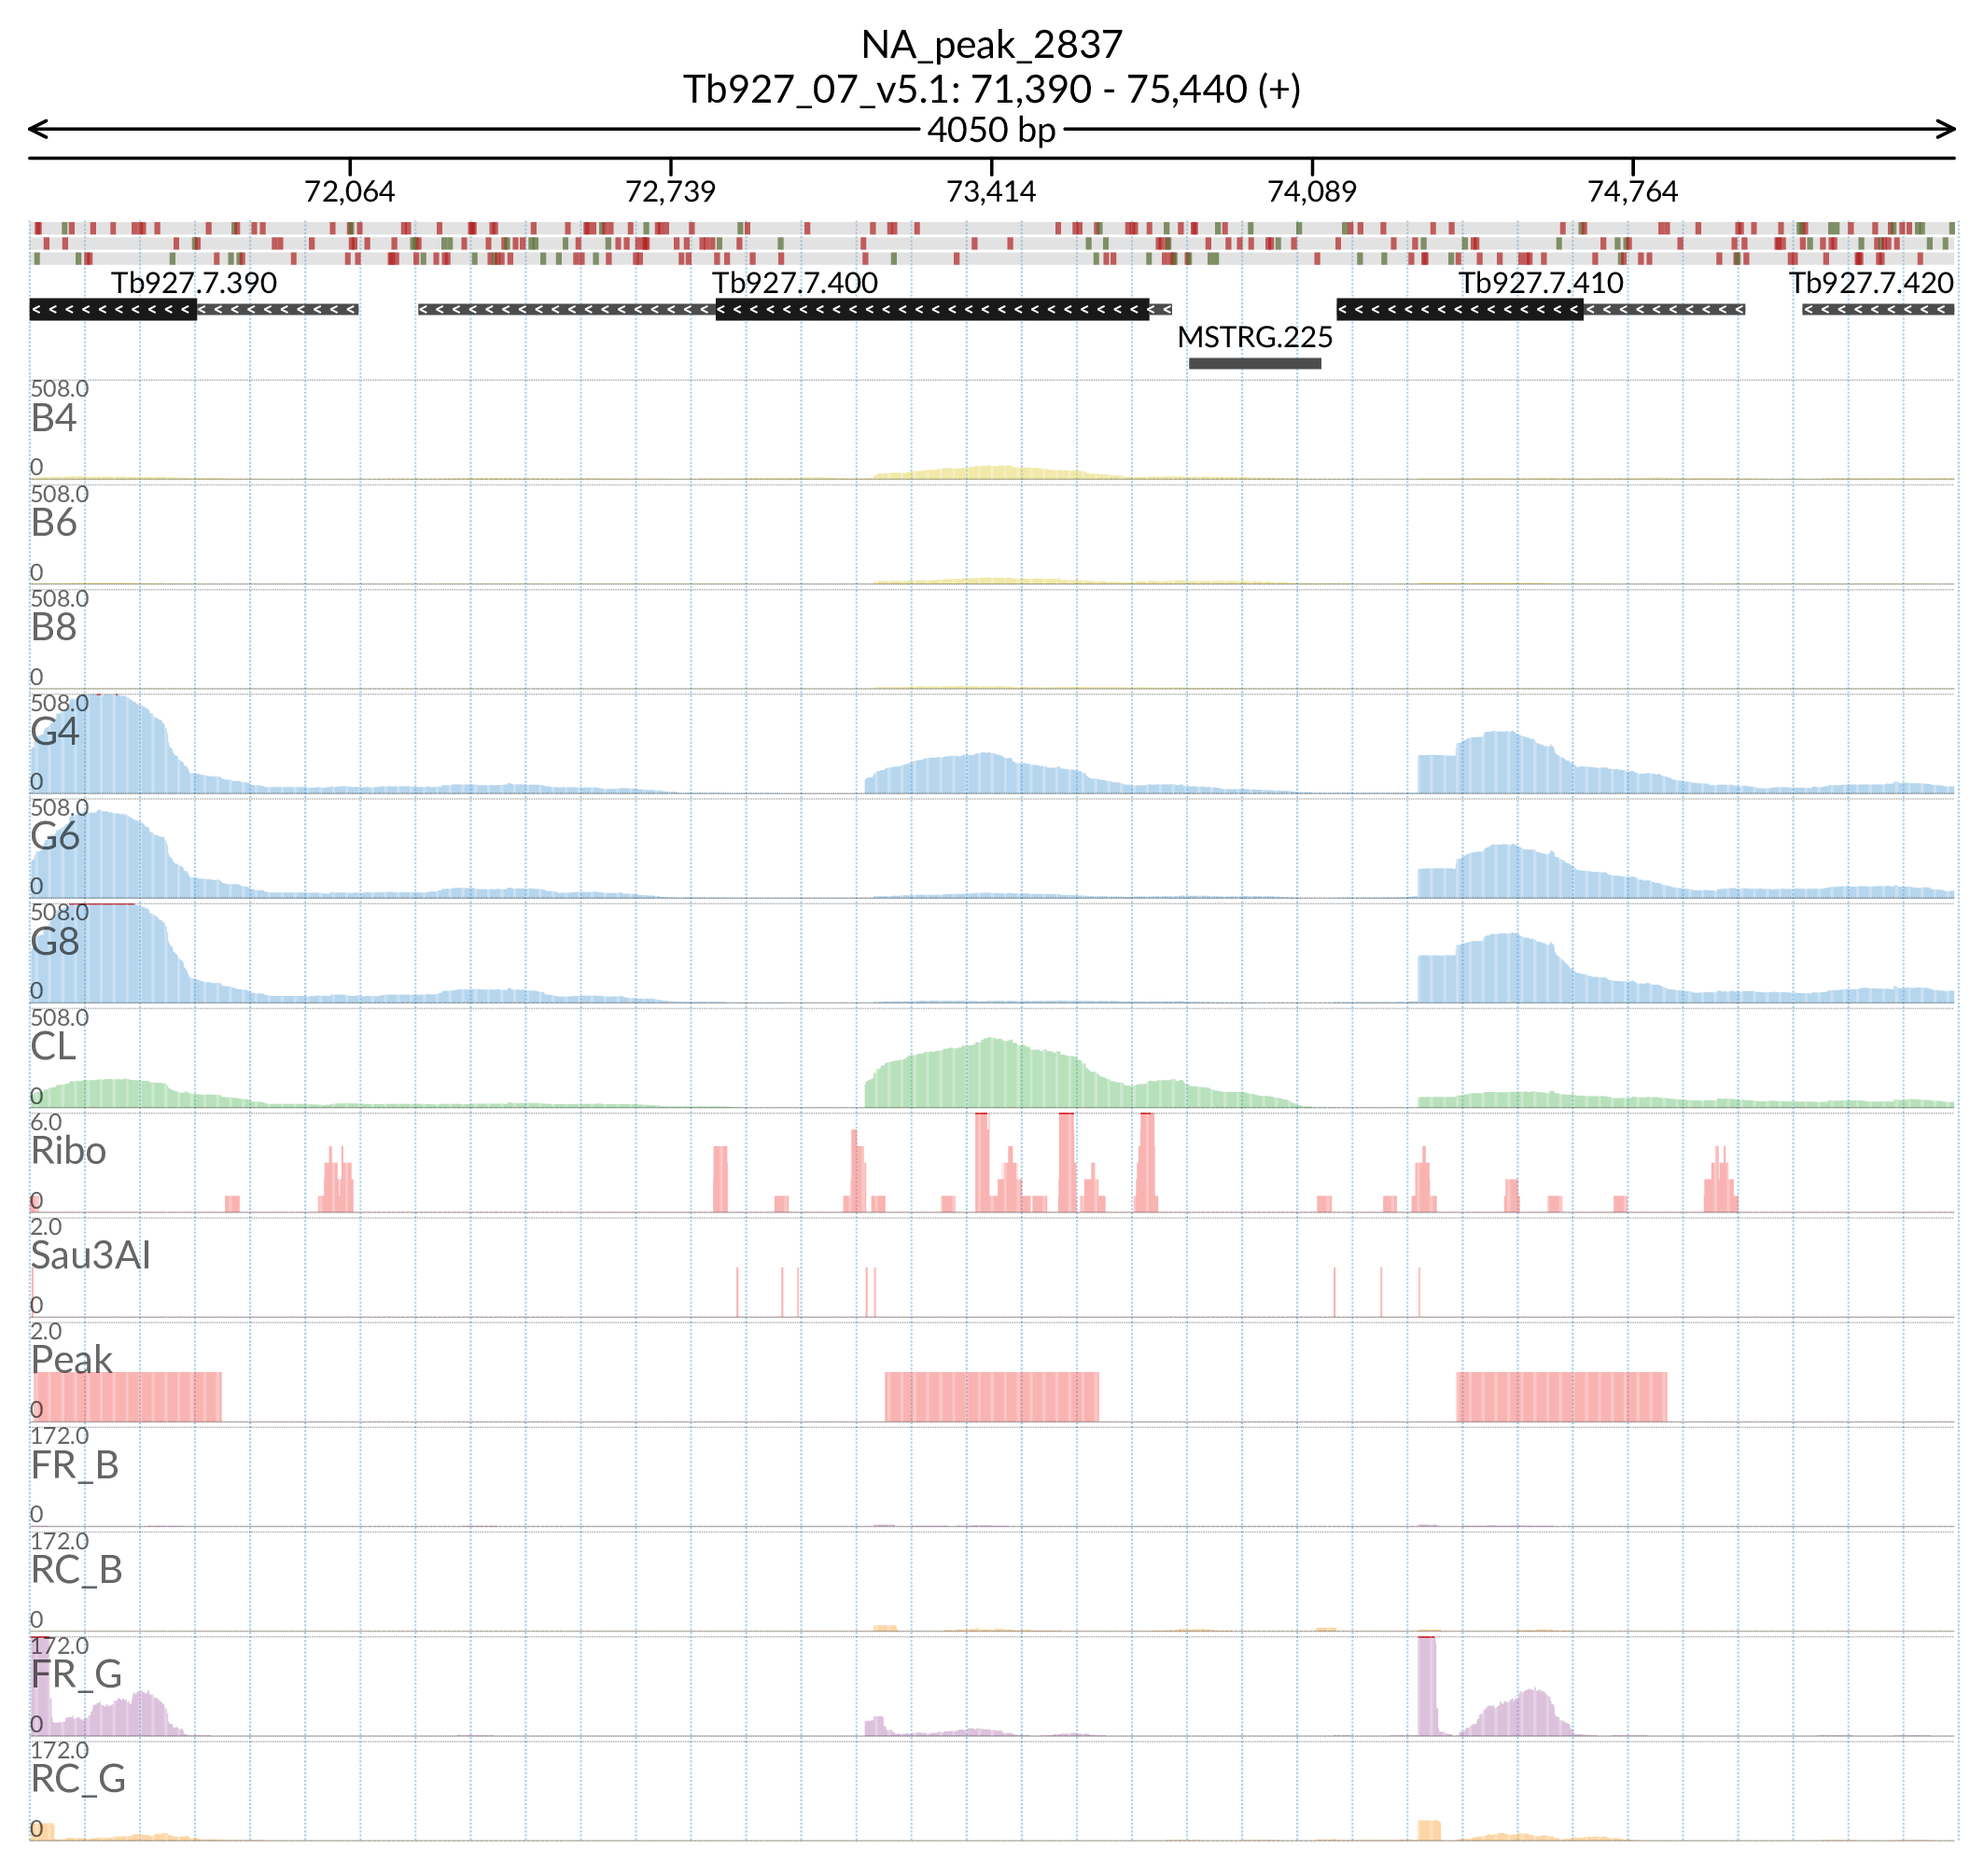 NA_peak_2837
Tb927_07_v5.1: 71,390 - 75,440 (+)
4050 bp
72,064 72,739 73,414 74,089 74,764
Tb927.7.390 Tb927.7.400 Tb927.7.410 Tb927.7.420
MSTRG.225
508.0
B4
0
508.0
B6
0
508.0
B8
0
508.0
G4
0
508.0
G6
0
508.0
G8
0
508.0
CL
0
6.0
Ribo
0
2.0
Sau3AI
0
2.0
Peak
0
172.0
FR_B
0
172.0
RC_B
0
172.0
FR_G
0
172.0
RC_G
0